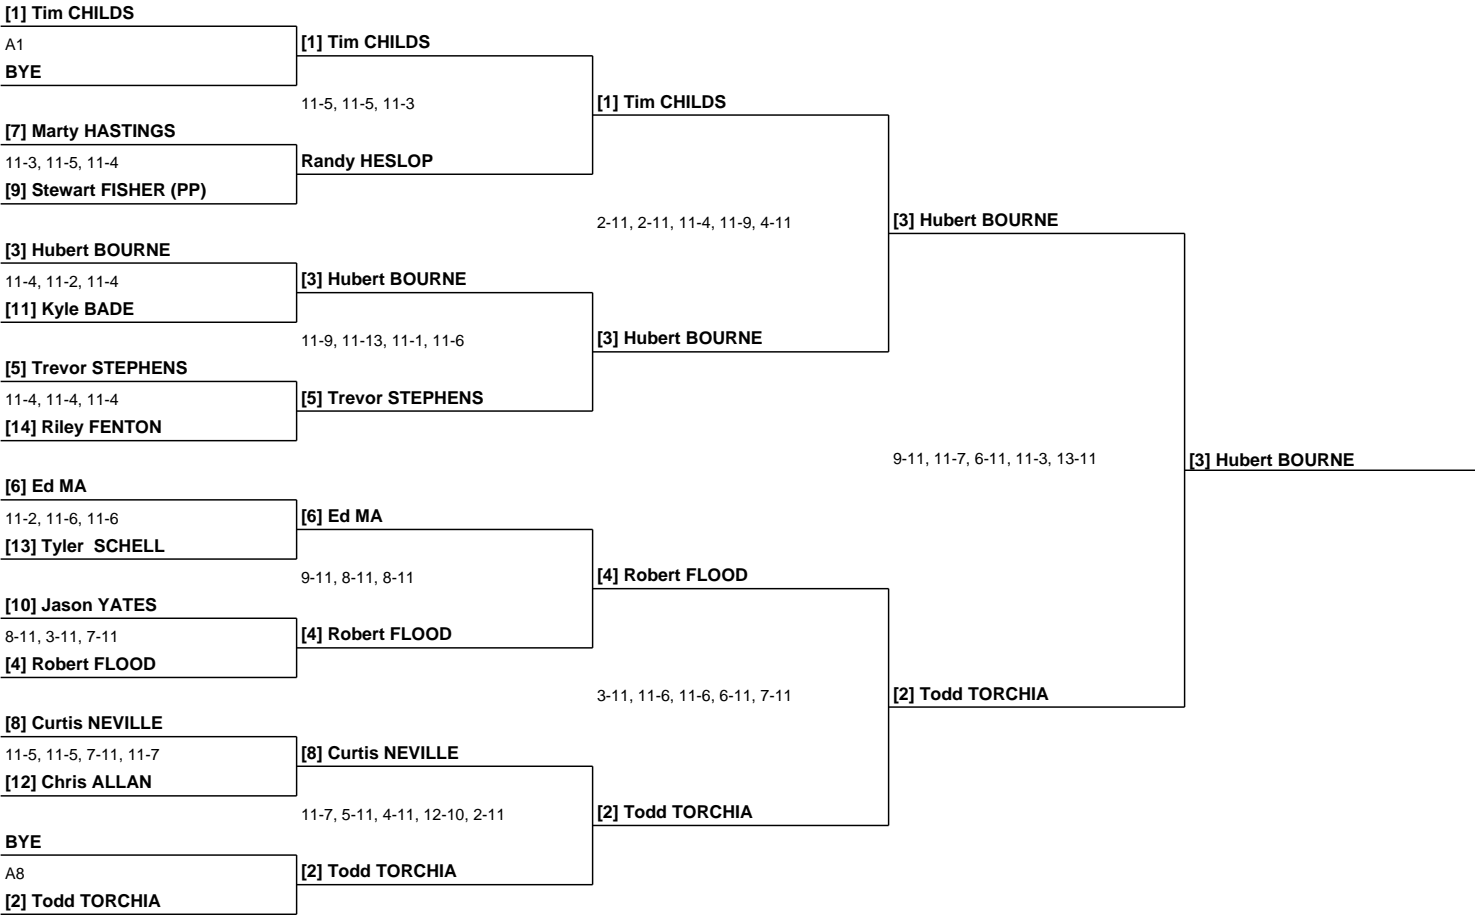 [1] Tim CHILDS
A1
BYE
[7] Marty HASTINGS
11-3, 11-5, 11-4
[9] Stewart FISHER (PP)
[3] Hubert BOURNE
11-4, 11-2, 11-4
[11] Kyle BADE
[5] Trevor STEPHENS
11-4, 11-4, 11-4
[14] Riley FENTON
[6] Ed MA
11-2, 11-6, 11-6
[13] Tyler  SCHELL
[10] Jason YATES
8-11, 3-11, 7-11
[4] Robert FLOOD
[8] Curtis NEVILLE
11-5, 11-5, 7-11, 11-7
[12] Chris ALLAN
BYE
A8
[2] Todd TORCHIA
[1] Tim CHILDS
11-5, 11-5, 11-3
Randy HESLOP
[3] Hubert BOURNE
11-9, 11-13, 11-1, 11-6
[5] Trevor STEPHENS
[6] Ed MA
9-11, 8-11, 8-11
[4] Robert FLOOD
[8] Curtis NEVILLE
11-7, 5-11, 4-11, 12-10, 2-11
[2] Todd TORCHIA
[1] Tim CHILDS
2-11, 2-11, 11-4, 11-9, 4-11
[3] Hubert BOURNE
[4] Robert FLOOD
3-11, 11-6, 11-6, 6-11, 7-11
[2] Todd TORCHIA
[3] Hubert BOURNE
9-11, 11-7, 6-11, 11-3, 13-11
[2] Todd TORCHIA
[3] Hubert BOURNE